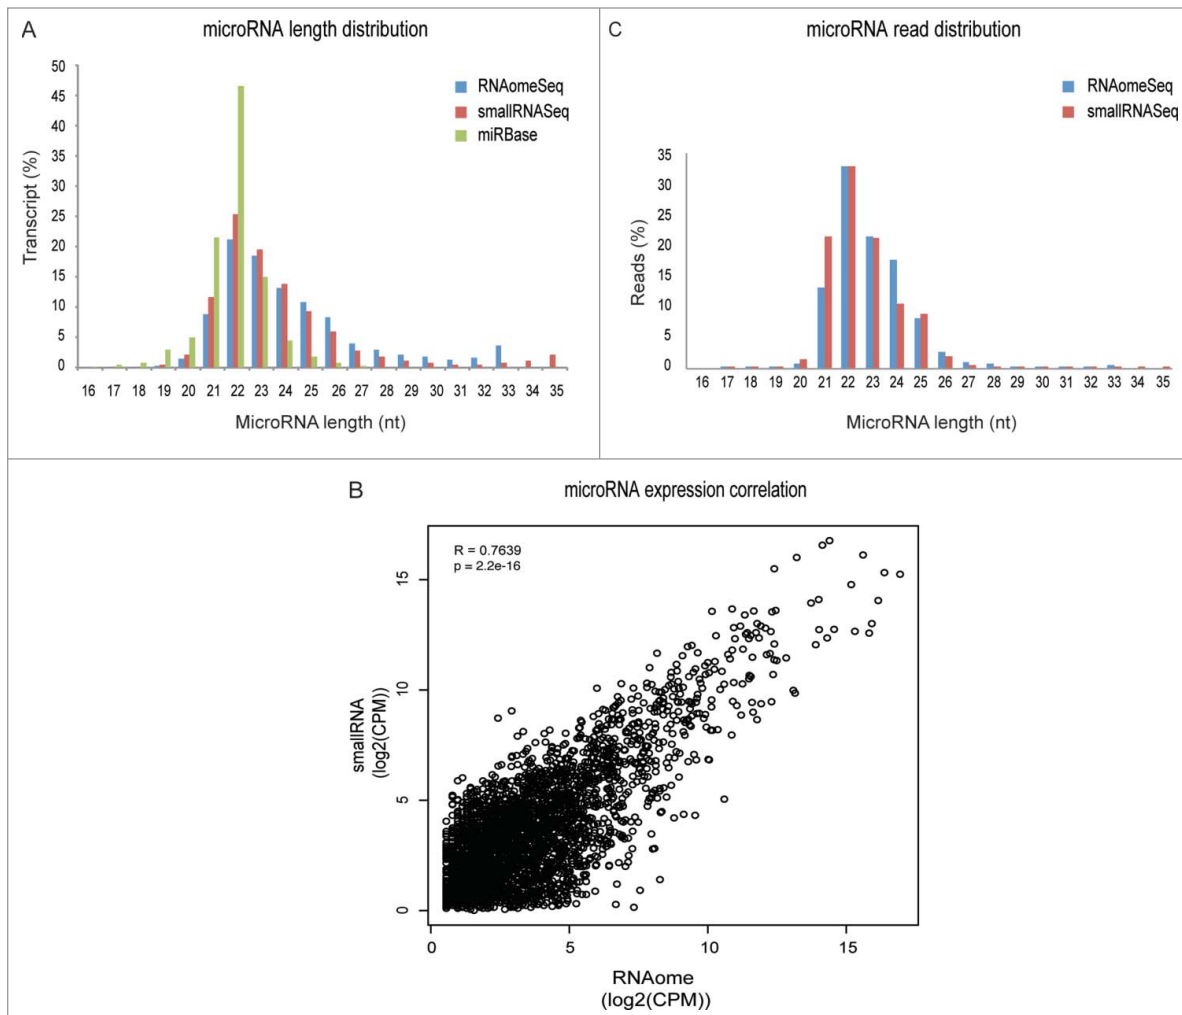 A
microRNA length distribution
50
45
40
35
30
25
20
15
10
5
0
Transcript (%)
RNAomeSeq
smallRNASeq
miRBase
16 17 18 19 20 21 22 23 24 25 26 27 28 29 30 31 32 33 34 35
MicroRNA length (nt)
C
microRNA read distribution
RNAomeSeq
smallRNASeq
35
30
25
20
15
10
5
0
Reads (%)
16 17 18 19 20 21 22 23 24 25 26 27 28 29 30 31 32 33 34 35
MicroRNA length (nt)
B
microRNA expression correlation
R = 0.7639
p = 2.2e-16
15
10
5
0
smallRNA
(log2(CPM))
0 5 10 15
RNAome
(log2(CPM))